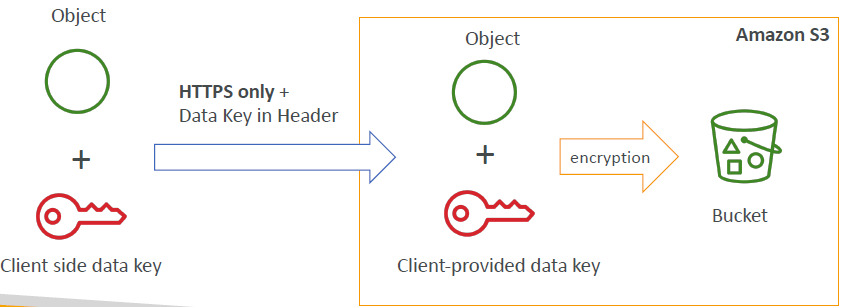 Object
HTTPS only +
Data Key in Header
Client side data key
Amazon S3
Object
encryption
Client-provided data key
Bucket